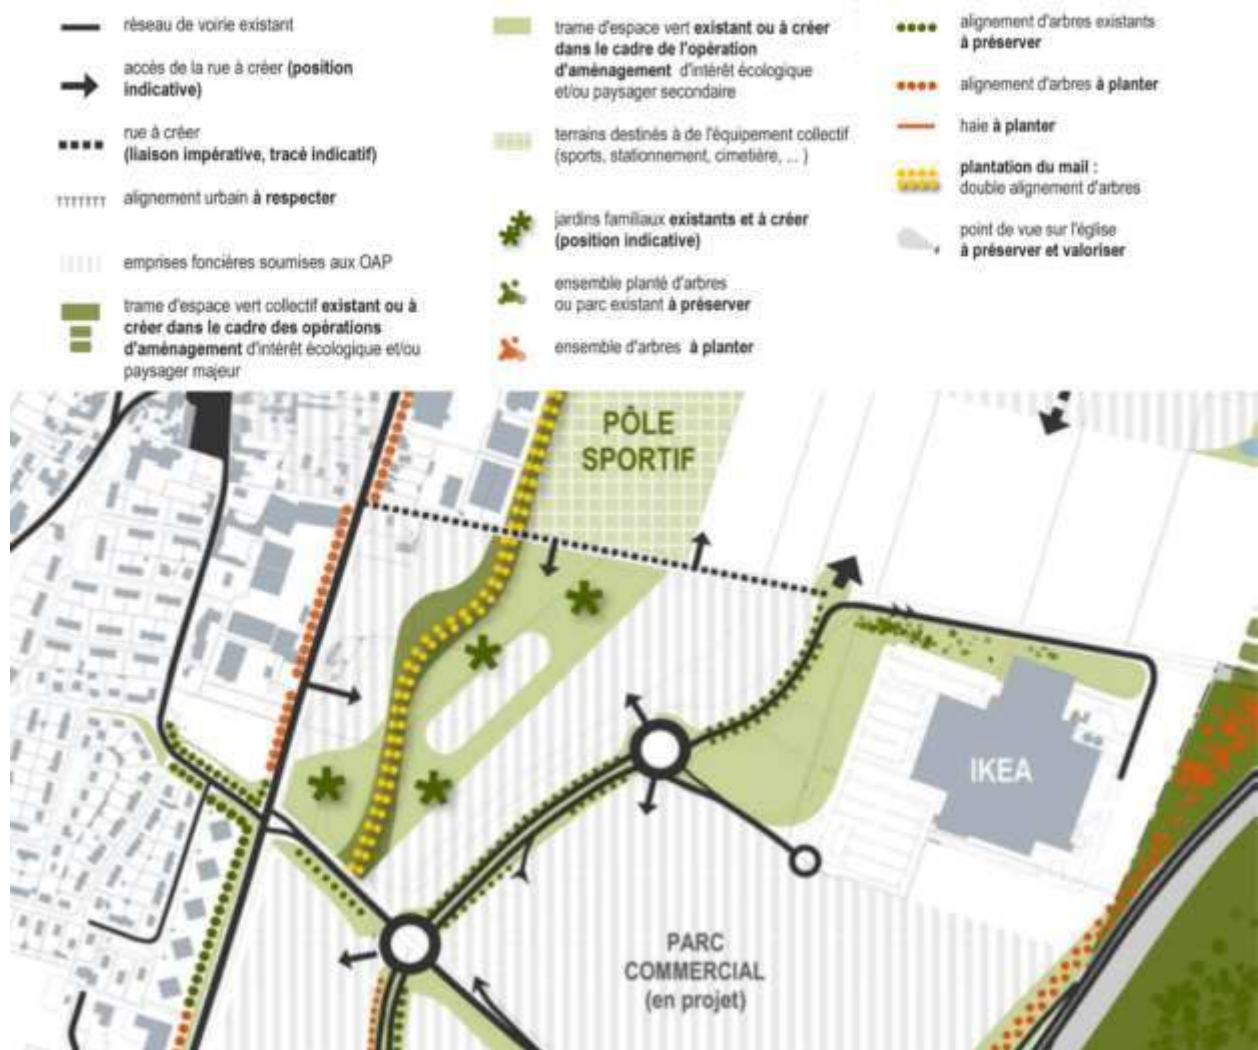 réseau de voirie existant
accès de la rue à créer (position
indicative)
rue à créer
(liaison impérative, tracé indicatif)
alignement urbain à respecter
emprises foncières soumises aux OAP
trame d'espace vert collectif existant ou à
créer dans le cadre des opérations
d'aménagement d'intérêt écologique et/ou
paysager majeur
trame d'espace vert existant ou à créer
dans le cadre de l'opération
d'aménagement d'intérêt écologique
et/ou paysager secondaire
terrains destinés à de l'équipement collectif
(sports, stationnement, cimetière, ... )
jardins familiaux existants et à créer
(position indicative)
ensemble planté d'arbres
ou parc existant à préserver
ensemble d'arbres à planter
alignement d'arbres existants
à préserver
alignement d'arbres à planter
haie à planter
plantation du mail :
double alignement d'arbres
point de vue sur l'église
à préserver et valoriser
PÔLE
SPORTIF
IKEA
PARC
COMMERCIAL
(en projet)